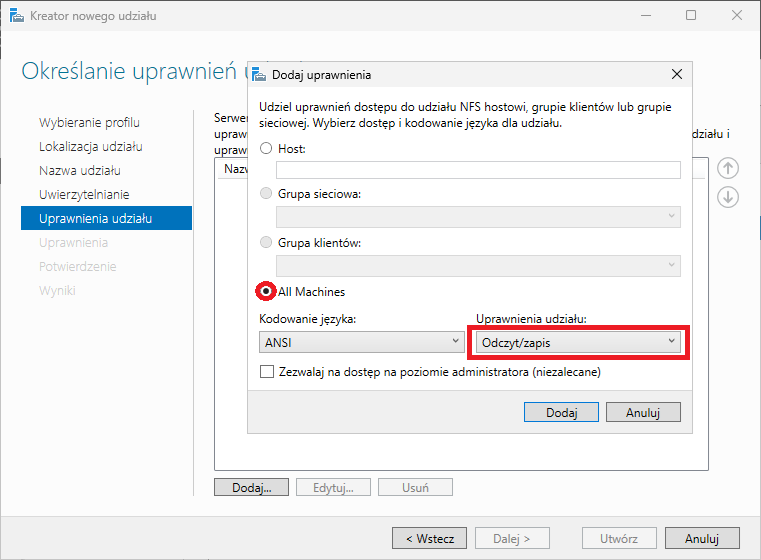 Kreator nowego udziału
Określanie uprawnień u
Wybieranie profilu
Lokalizacja udziału
Nazwa udziału
Uwierzytelnianie
Uprawnienia udziału
Uprawnienia
Potwierdzenie
Wyniki
Serwer
upraw
upraw
działu i
Nazw
Dodaj uprawnienia
Udziel uprawnień dostępu do udziału NFS hostowi, grupie klientów lub grupie
sieciowej. Wybierz dostęp i kodowanie języka dla udziału.
Host:
Grupa sieciowa:
Grupa klientów:
All Machines
Kodowanie języka:
Uprawnienia udziału:
ANSI
Odczyt/zapis
Zezwalaj na dostęp na poziomie administratora (niezalecane)
Dodaj
Anuluj
Dodaj...
Edytuj...
Usuń
< Wstecz
Dalej >
Utwórz
Anuluj